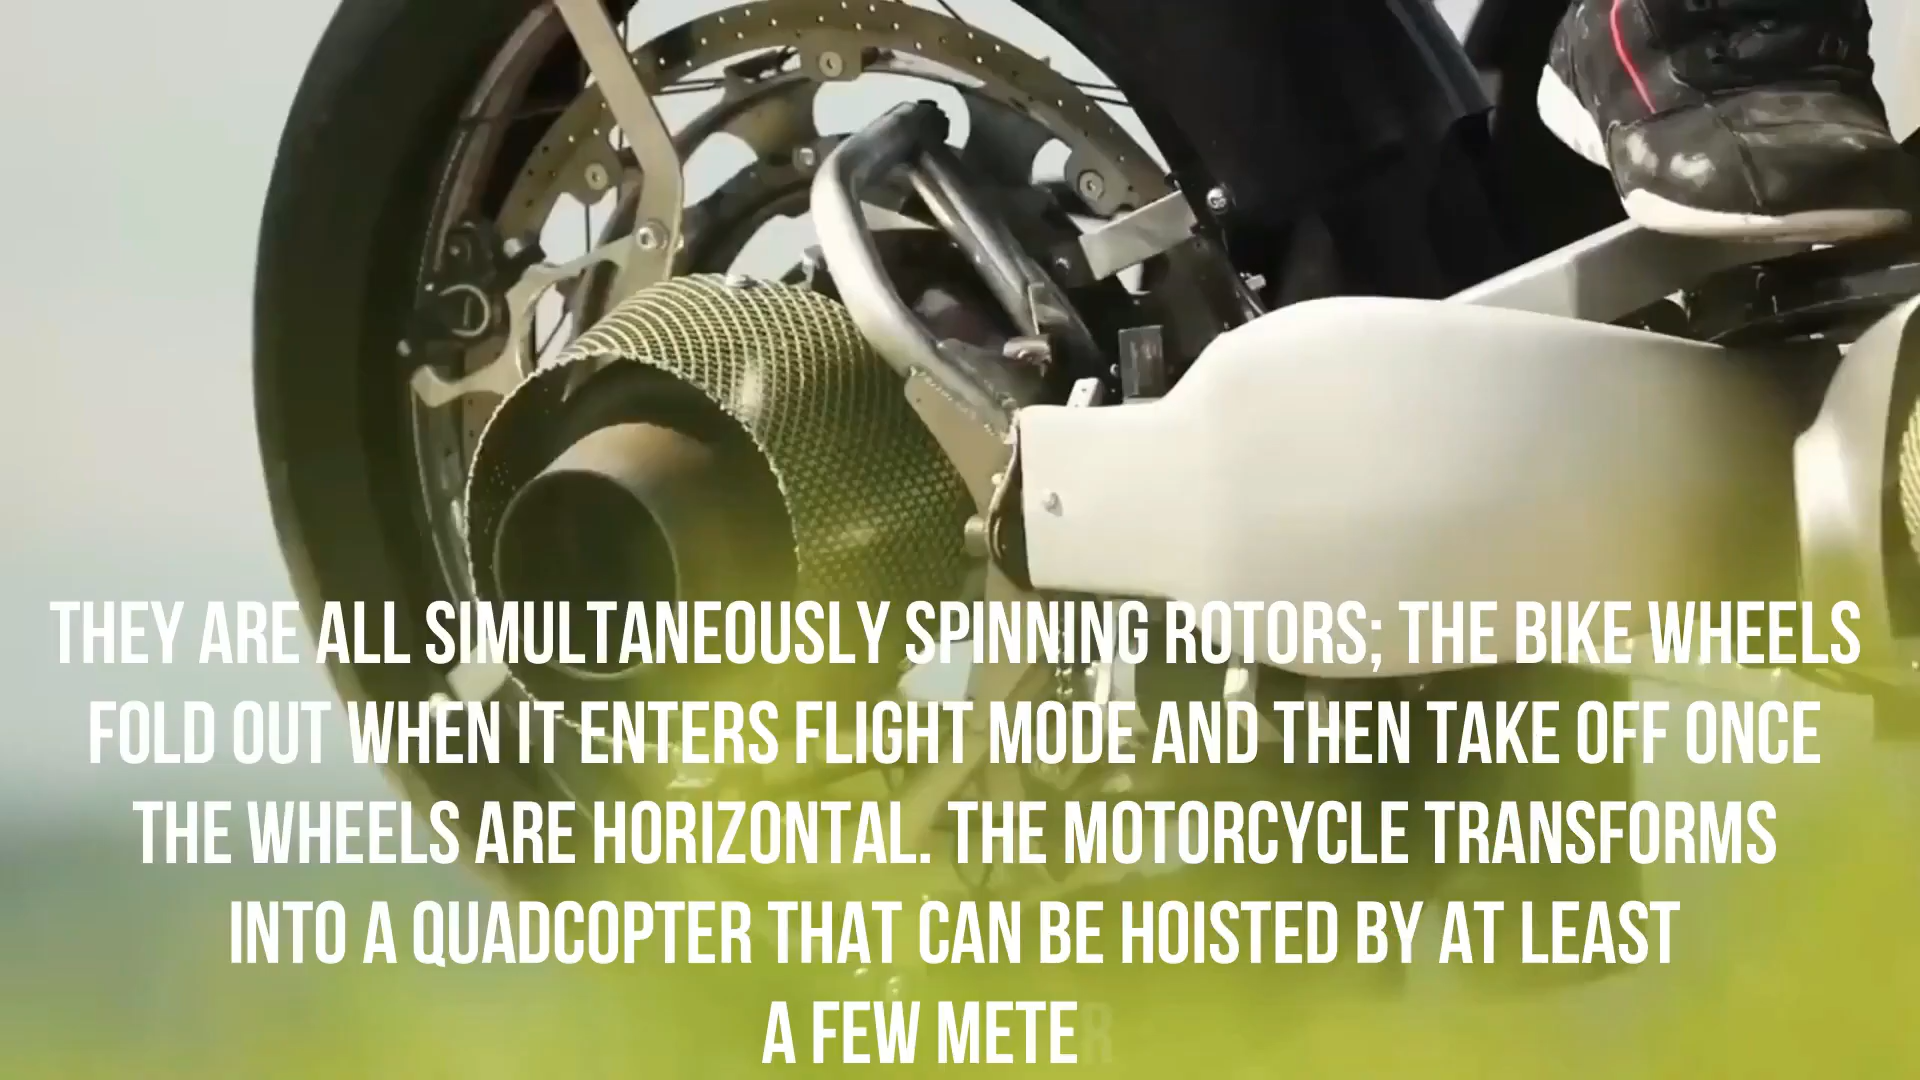 THEY ARE ALL SIMULTANEOUSLY SPINNING ROTORS; THE BIKE WHEELS
FOLD OUT WHEN IT ENTERS FLIGHT MODE AND THEN TAKE OFF ONCE
THE WHEELS ARE HORIZONTAL. THE MOTORCYCLE TRANSFORMS
INTO A QUADCOPTER THAT CAN BE HOISTED BY AT LEAST
A FEW METER